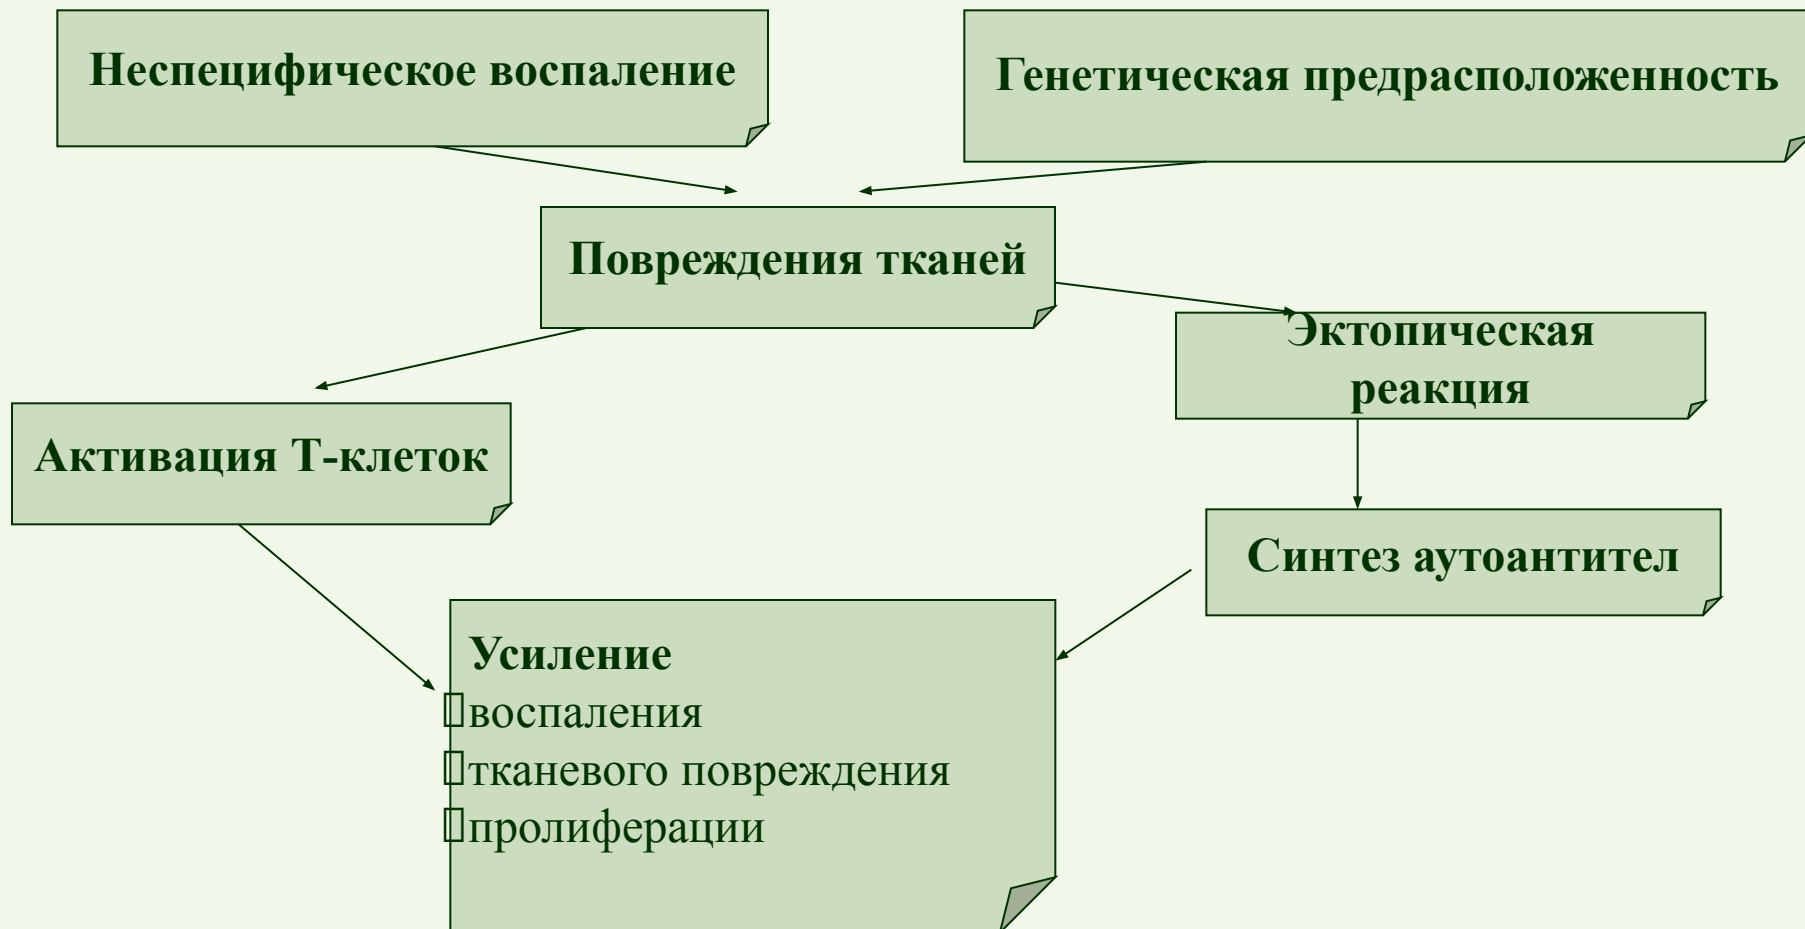 Неспецифическое воспаление
Генетическая предрасположенность
Повреждения тканей
Эктопическая
реакция
Активация Т-клеток
Синтез аутоантител
Усиление
воспаления
тканевого повреждения
пролиферации